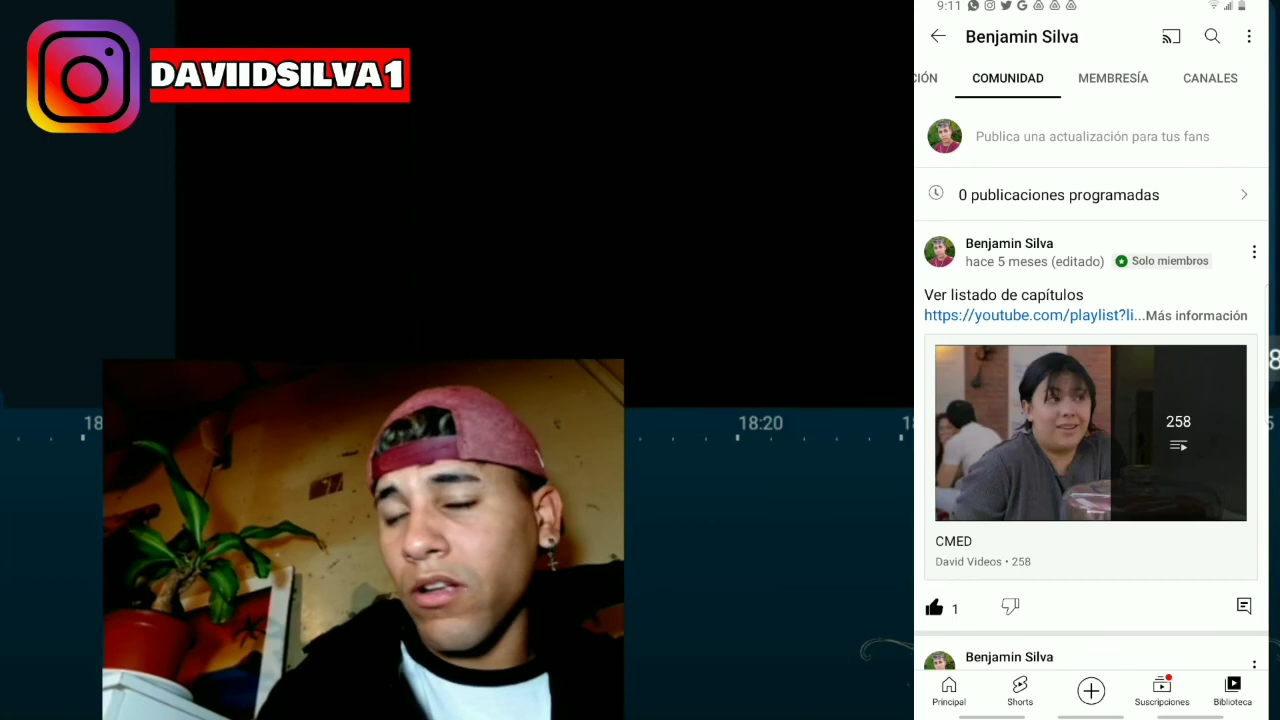 DAVIIDSILVA1
18
18:20
9:11
Benjamin Silva
IÓN
COMUNIDAD
MEMBRESÍA
CANALES
Publica una actualización para tus fans
0 publicaciones programadas
Benjamin Silva
hace 5 meses (editado)
Solo miembros
Ver listado de capítulos
https://youtube.com/playlist?li...Más información
258
CMED
David Videos • 258
1
Benjamin Silva
Principal
Shorts
Suscripciones
Biblioteca